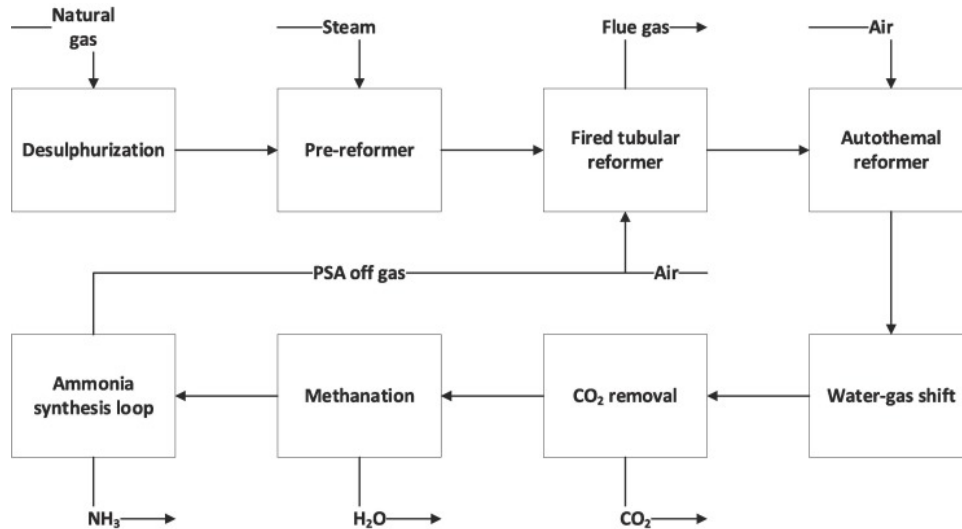 Natural
gas
Steam
Flue gas
Air
Desulphurization
Pre-reformer
Fired tubular
reformer
Autothemal
reformer
PSA off gas
Air
Ammonia
synthesis loop
Methanation
CO₂ removal
Water-gas shift
NH₃
H₂O
CO₂